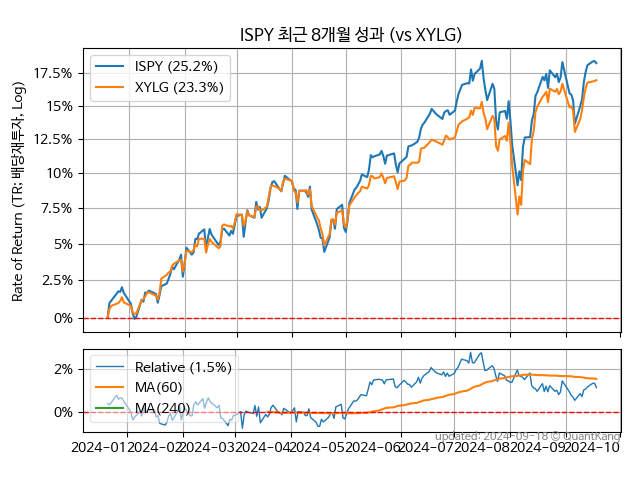 ISPY 최근 8개월 성과 (vs XYLG)
Rate of Return (TR: 배당재투자, Log)
17.5%
15%
12.5%
10%
7.5%
5%
2.5%
0%
ISPY (25.2%)
XYLG (23.3%)
2%
0%
Relative (1.5%)
MA(60)
MA(240)
2024-01
2024-02
2024-03
2024-04
2024-05
2024-06
2024-07
2024-08
2024-09
2024-10
updated: 2024-09-18 © QuantKang